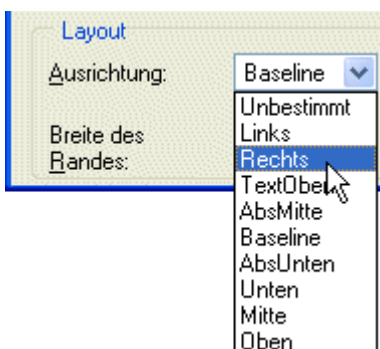 Layout
Ausrichtung: Baseline
Unbestimmt
Links
Breite des Randes:
Rechts
TextOben
AbsMitte
Baseline
AbsUnten
Unten
Mitte
Oben